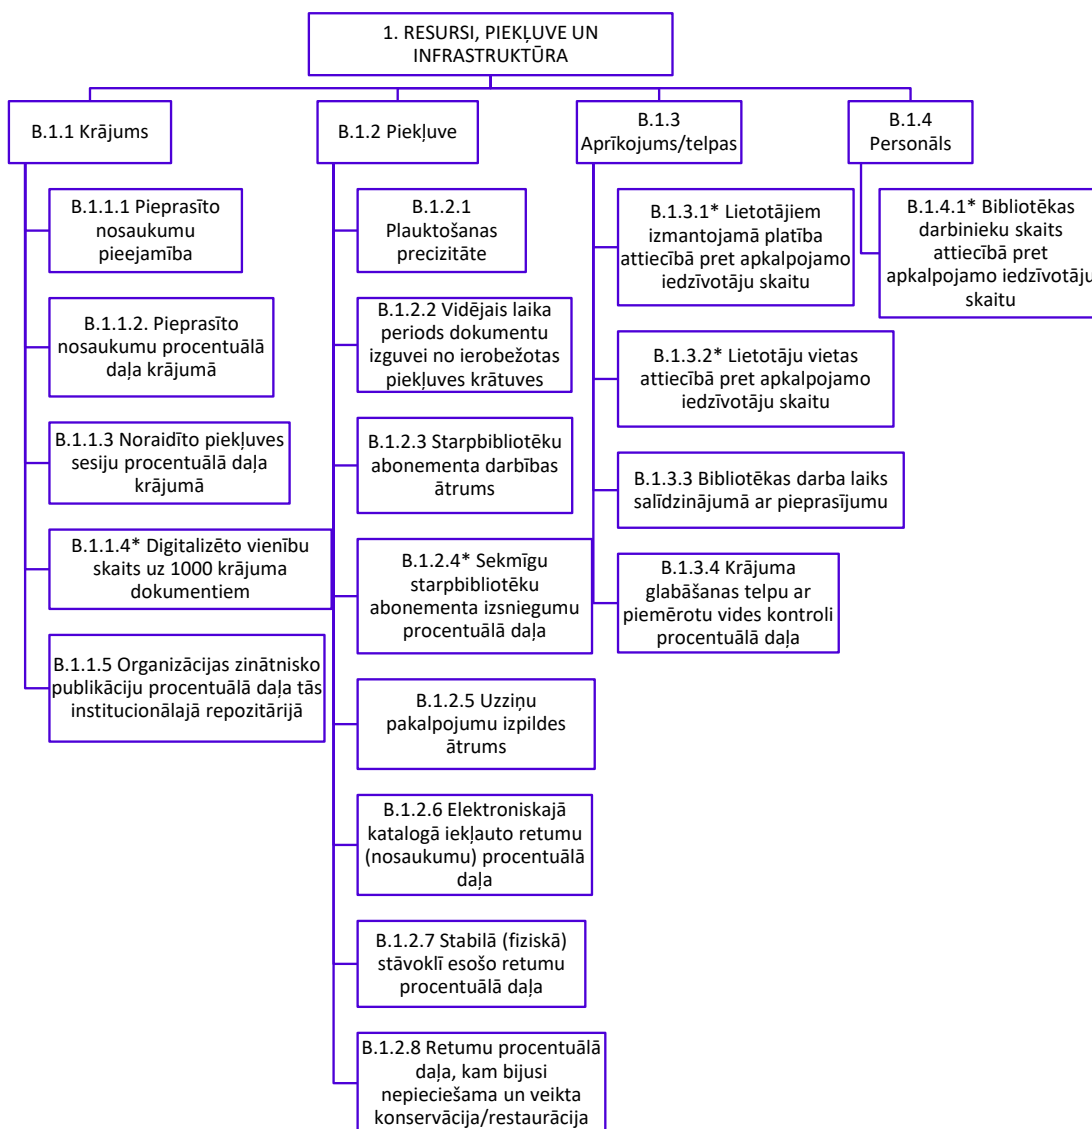 1. RESURSI, PIEKĻUVE UN
INFRASTRUKTŪRA
B.1.1 Krājums
B.1.1.1 Pieprasīto
nosaukumu
pieejamība
B.1.1.2. Pieprasīto
nosaukumu procentuālā
daļa krājumā
B.1.1.3 Noraidīto piekļuves
sesiju procentuālā daļa
krājumā
B.1.1.4* Digitalizēto vienību
skaits uz 1000 krājuma
dokumentiem
B.1.1.5 Organizācijas zinātnisko
publikāciju procentuālā daļa tās
institucionālajā repozitārijā
B.1.2 Piekļuve
B.1.2.1
Plauktošanas
precizitāte
B.1.2.2 Vidējais laika
periods dokumentu
izguvei no ierobežotas
piekļuves krātuves
B.1.2.3 Starpbibliotēku
abonementa darbības
ātrums
B.1.2.4* Sekmīgu
starpbibliotēku
abonementa izsniegumu
procentuālā daļa
B.1.2.5 Uzziņu
pakalpojumu izpildes
ātrums
B.1.2.6 Elektroniskajā
katalogā iekļauto retumu
(nosaukumu) procentuālā
daļa
B.1.2.7 Stabilā (fiziskā)
stāvoklī esošo retumu
procentuālā daļa
B.1.2.8 Retumu procentuālā
daļa, kam bijusi
nepieciešama un veikta
konservācija/restaurācija
B.1.3
Aprīkojums/telpas
B.1.3.1* Lietotājiem
izmantojamā platība
attiecībā pret apkalpojamo
iedzīvotāju skaitu
B.1.3.2* Lietotāju vietas
attiecībā pret apkalpojamo
iedzīvotāju skaitu
B.1.3.3 Bibliotēkas darba laiks
salīdzinājumā ar pieprasījumu
B.1.3.4 Krājuma
glabāšanas telpu ar
piemērotu vides kontroli
procentuālā daļa
B.1.4
Personāls
B.1.4.1* Bibliotēkas
darbinieku skaits
attiecībā pret
apkalpojamo iedzīvotāju
skaitu